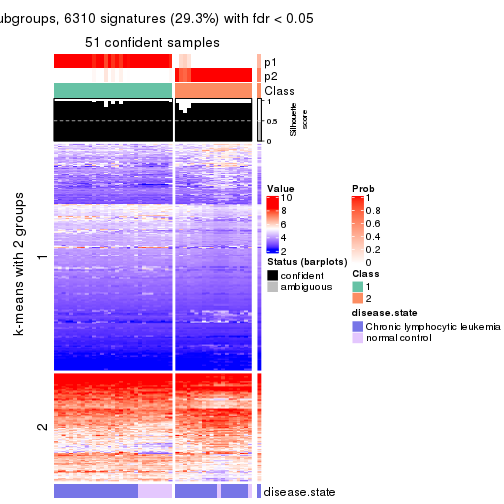 ubgroups, 6310 signatures (29.3%) with fdr < 0.05
51 confident samples
p1
p2
Class
1
0.5
0
Silhouette
score
k-means with 2 groups
1
2
disease.state
Value
10
8
6
4
2
Status (barplots)
confident
ambiguous
Prob
1
0.8
0.6
0.4
0.2
0
Class
1
2
disease.state
Chronic lymphocytic leukemia
normal control